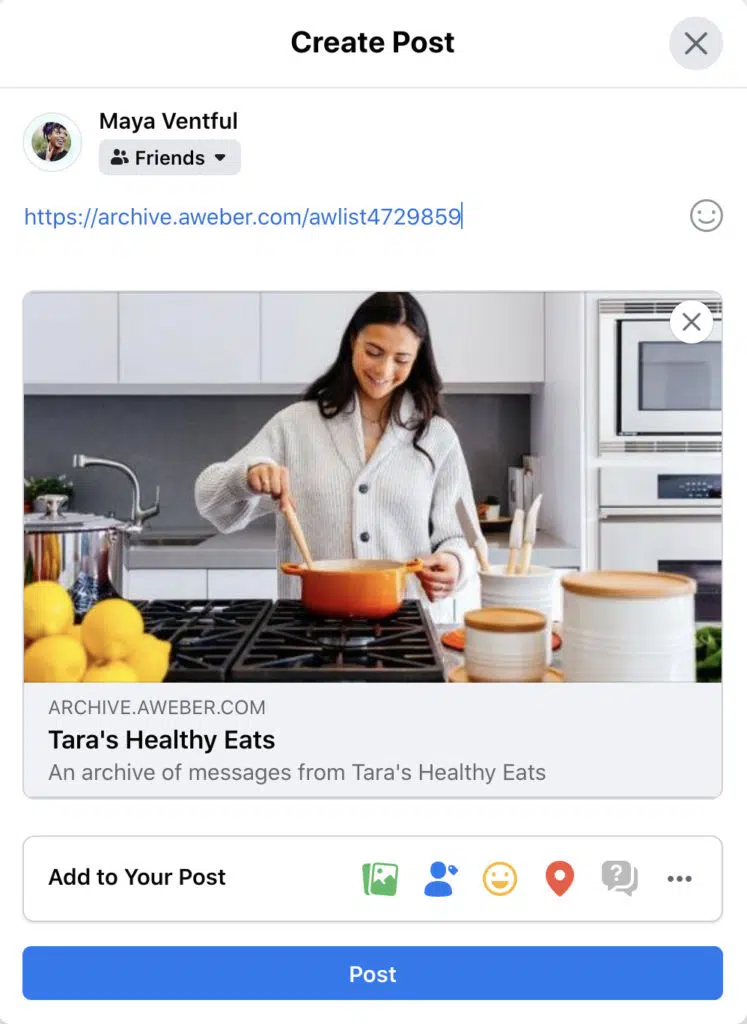 Create Post
Maya Ventful
Friends
https://archive.aweber.com/awlist4729859
ARCHIVE.AWEBER.COM
Tara's Healthy Eats
An archive of messages from Tara's Healthy Eats
Add to Your Post
Post